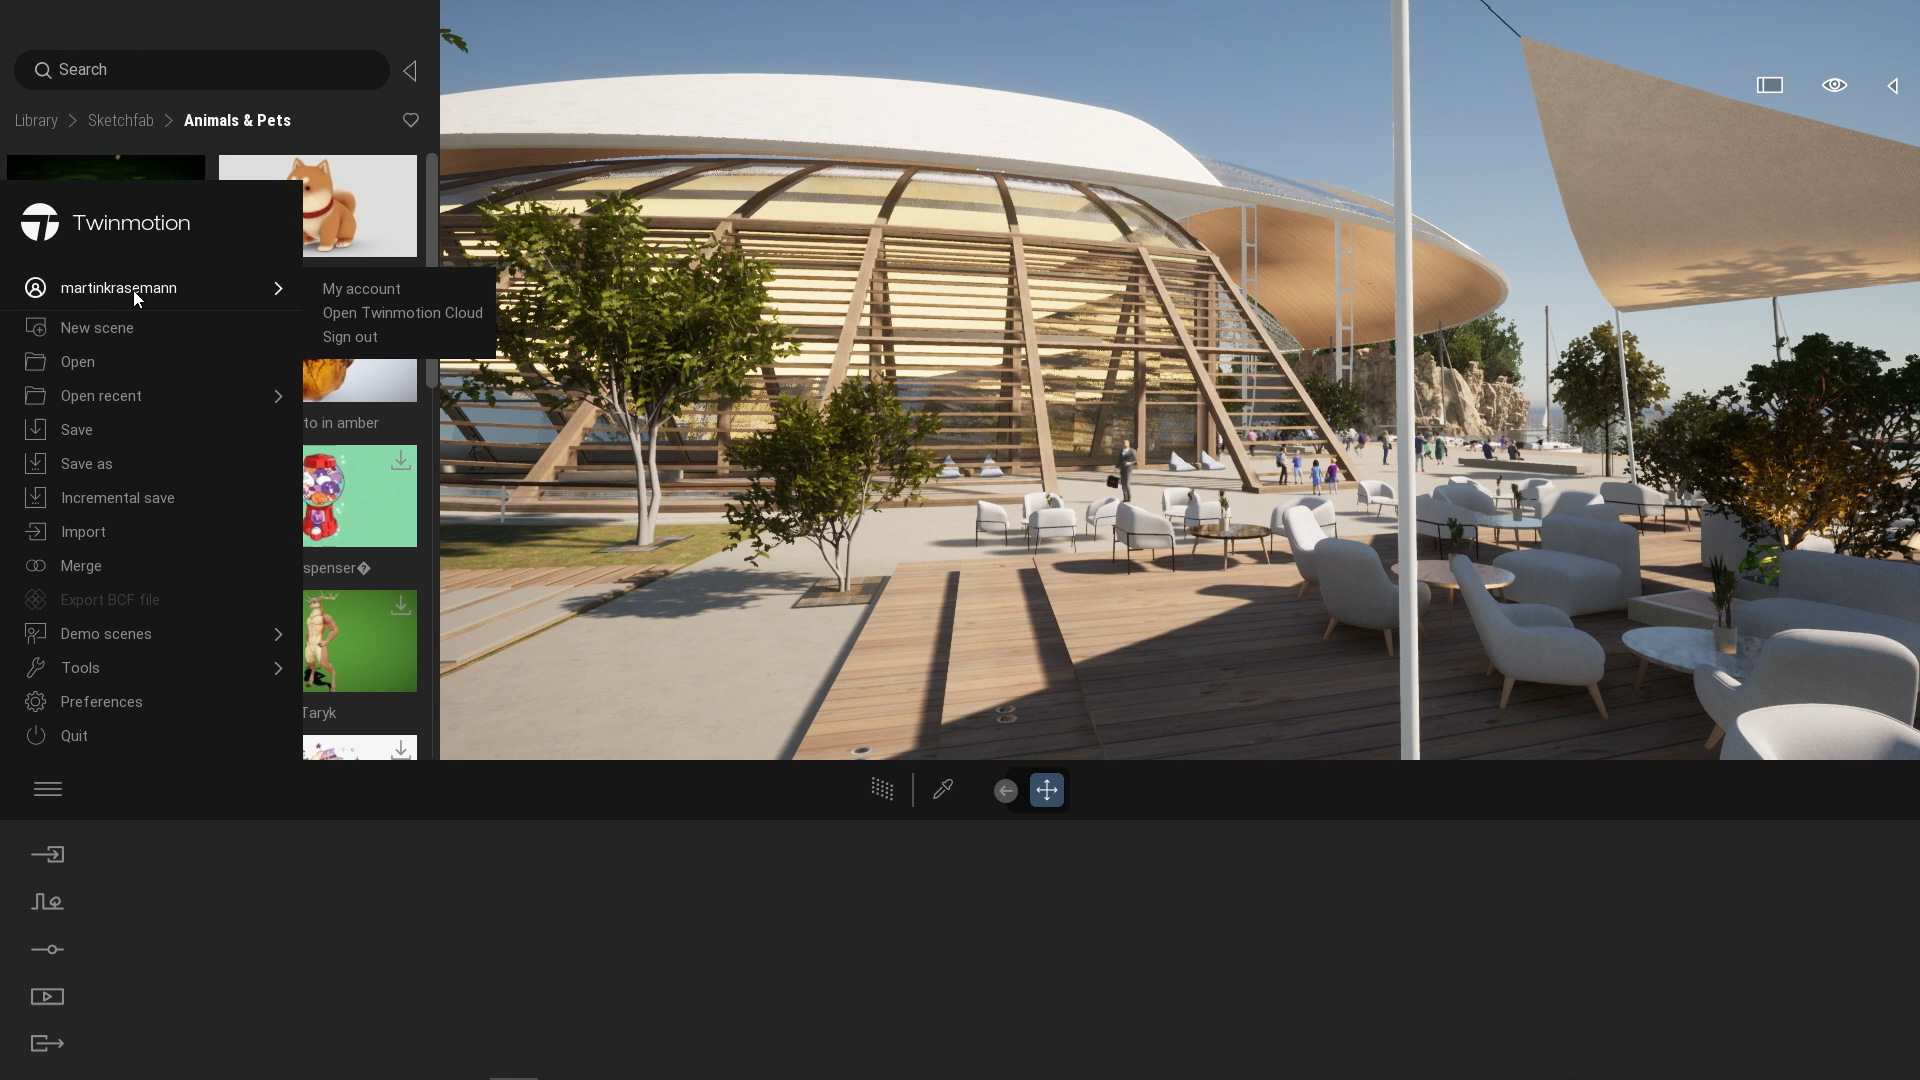 Search
Library > Sketchfab > Animals & Pets
Twinmotion
martinkrasemann
My account
Open Twinmotion Cloud
Sign out
New scene
Open
Open recent
Save
Save as
Incremental save
Import
Merge
Export BCF file
Demo scenes
Tools
Preferences
Quit
to in amber
spenser�
Taryk